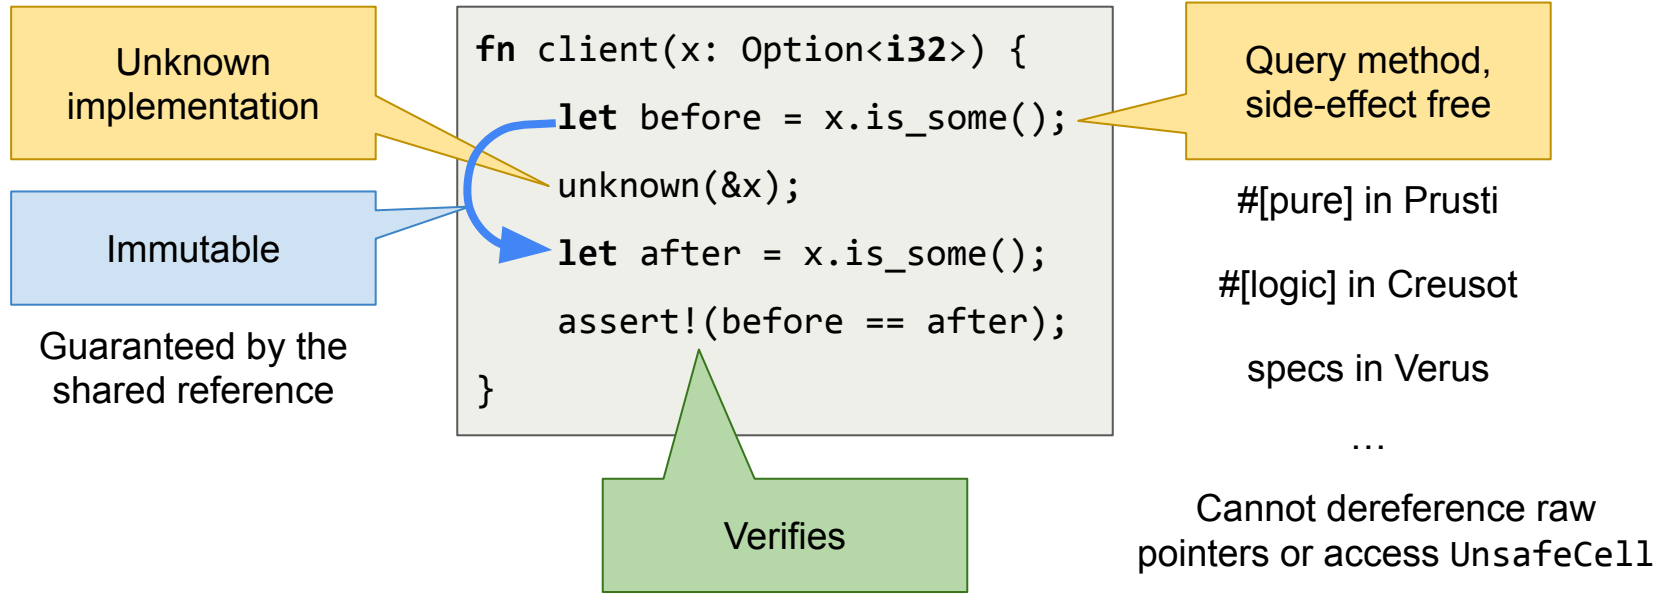 Unknown
implementation
Immutable
Guaranteed by the
shared reference
fn client(x: Option<i32>) {
let before = x.is_some();
unknown(&x);
let after = x.is_some();
assert!(before == after);
}
Verifies
Query method,
side-effect free
#[pure] in Prusti
#[logic] in Creusot
specs in Verus
…
Cannot dereference raw
pointers or access UnsafeCell